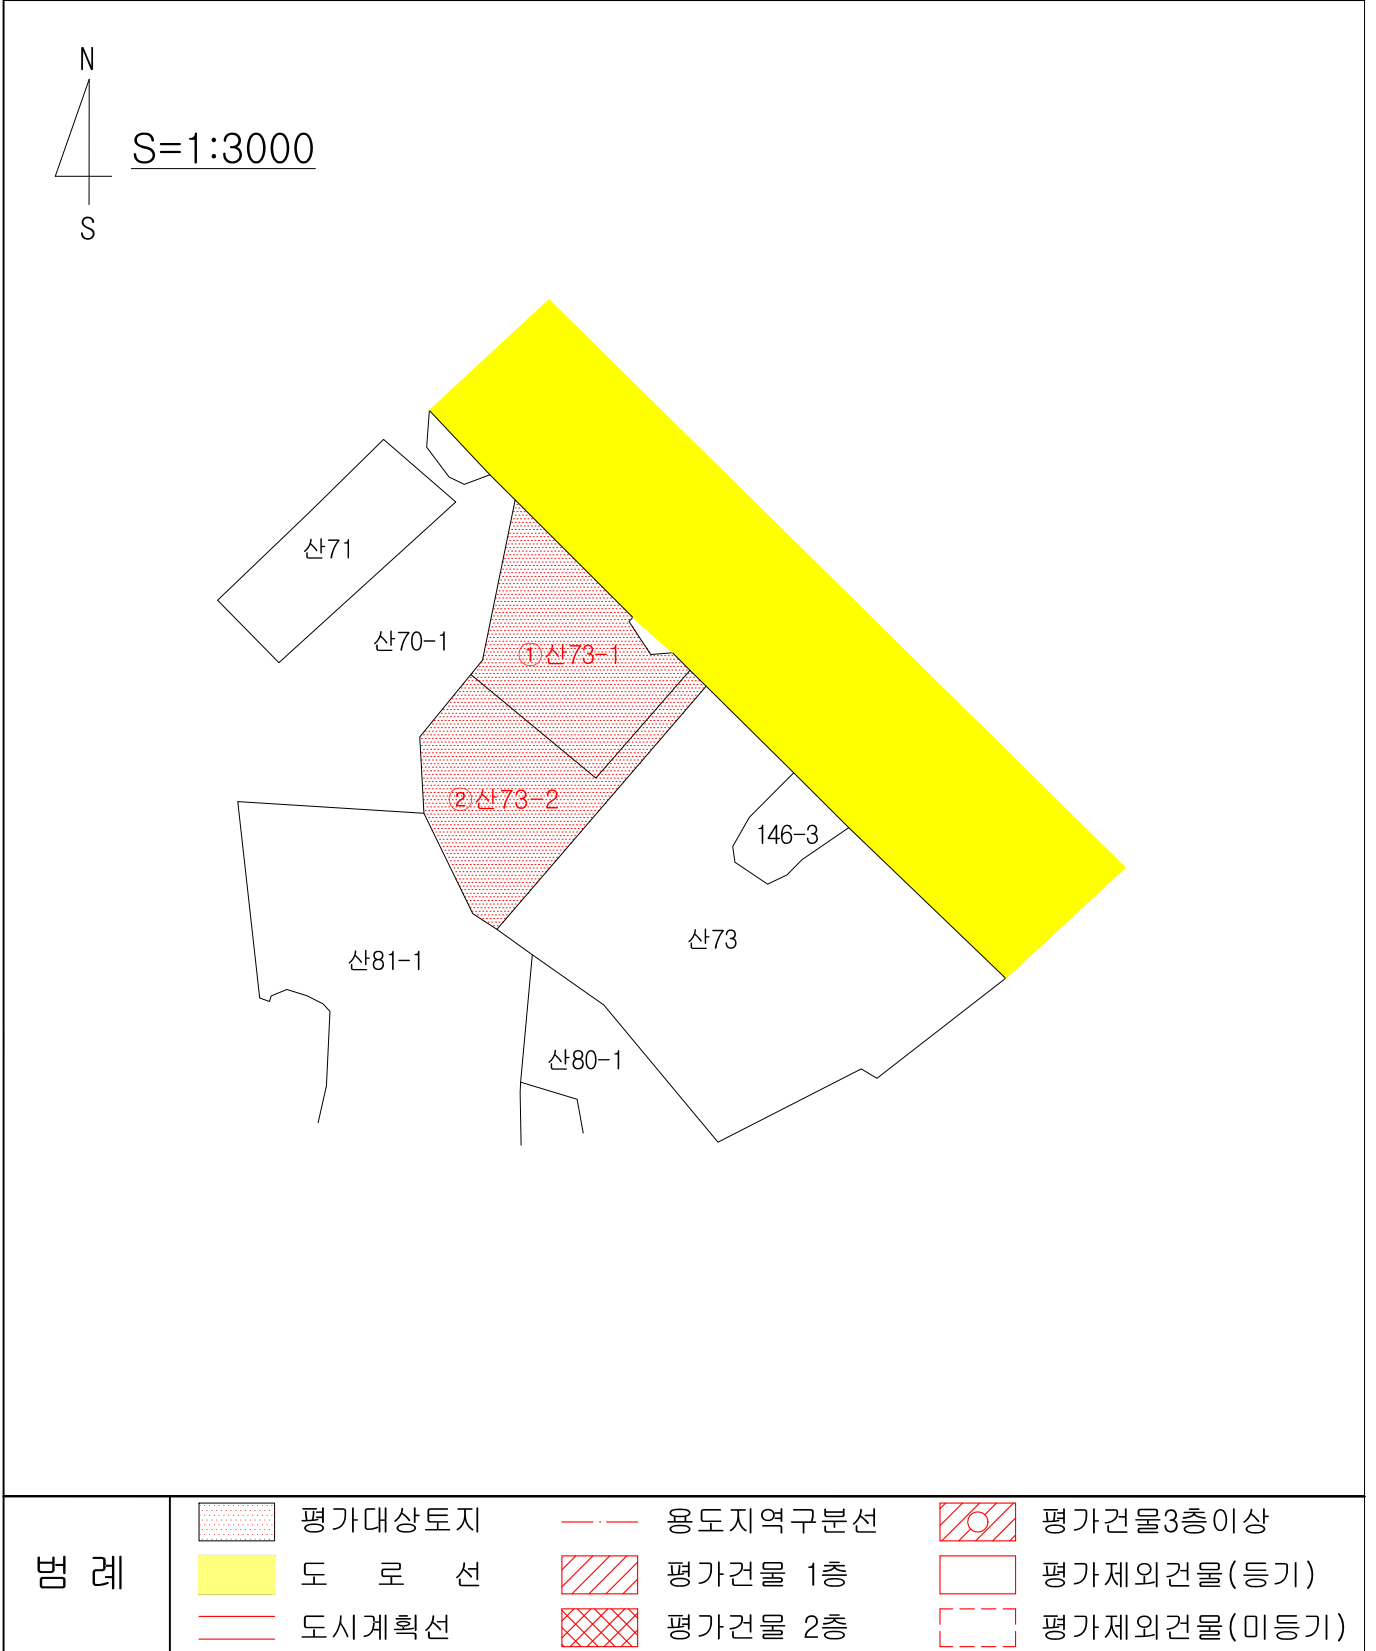 N
S=1:3000
S
산71
산70-1
①산73-1
②산73-2
146-3
산73
산81-1
산80-1
범 례
평가대상토지
용도지역구분선
평가건물3층이상
도 로 선
평가건물 1층
평가제외건물(등기)
도시계획선
평가건물 2층
평가제외건물(미등기)